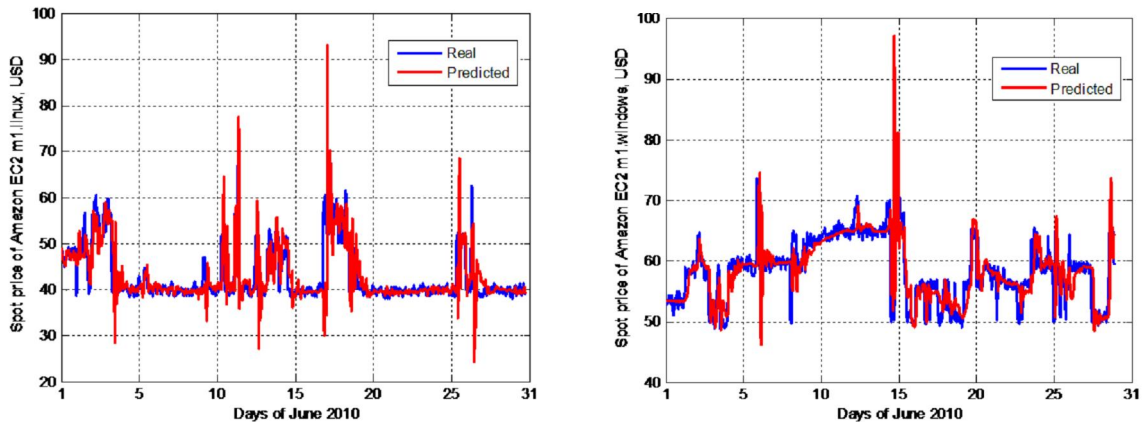 Spot price of Amazon EC2 m1.linux, USD
100
90
80
70
60
50
40
30
20
Real
Predicted
1 5 10 15 20 25 31
Days of June 2010
Spot price of Amazon EC2 m1.windows, USD
100
90
80
70
60
50
40
Real
Predicted
1 5 10 15 20 25 31
Days of June 2010